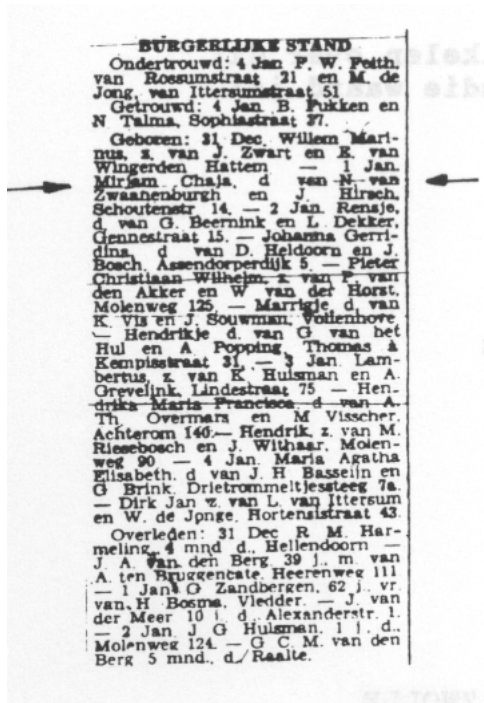 BURGERLIJKE STAND
Ondertrouwd: 4 Jan P. W. Feith,
van Rossumstraat 21 en M. de
Jong, van Ittersumstraat 51
Getrouwd: 4 Jan B. Fukken en
N Talma, Sophiastraat 37.
Geboren: 31 Dec Willem Mari-
nus, z. van J. Zwart en E. van
Wingerden Hattem — 1 Jan.
Mirjam Chaja, d van N van
Zwaanenburgh en J. Hirsch,
Schoutenstr 14. — 2 Jan. Rensje,
d. van G. Beernink en L. Dekker,
Gennestraat 15. — Johanna Gerri-
dina, d van D. Heldoorn en J.
Bosch. Assendorperdijk 5 — Pieter
Christiaan Wilhelm, z van P. van
den Akker en W van der Horst,
Molenweg 125 — Marrigje d van
K. Vis en J. Souwman, Vollenhove
— Hendrikje d. van G van het
Hul en A Popping, Thomas à
Kempisstraat 31 — 3 Jan. Lam-
bertus, z. van K Huisman en A.
Grevelink, Lindestraat 75 — Hen-
drika Maria Francisca, d van A.
Th Overmars en M Visscher,
Achterom 140 — Hendrik, z. van M.
Riesebosch en J. Withaar, Molen-
weg 90 — 4 Jan. Maria Agatha
Elisabeth. d van J. H Basseljn en
G Brink. Drietrommeltjessteeg 7a.
— Dirk Jan z. van L. van Ittersum
en W. de Jonge. Hortensiastraat 43.
Overleden: 31 Dec R M. Har-
meling, 4 mnd d., Hellendoorn —
J. A. van den Berg 39 j., m. van
A. ten Bruggencate. Heerenweg 111
— 1 Jan G Zandbergen, 62 j., vr.
van H Bosma, Vledder. — J. van
der Meer 10 j. d., Alexanderstr. 1.
— 2 Jan. J G Hulsman. 1 j. d.,
Molenweg 124. — G C. M. van den
Berg 5 mnd., d./Raalte.